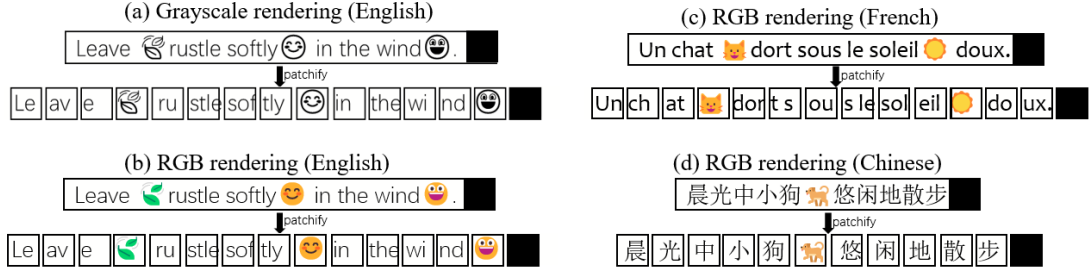 (a) Grayscale rendering (English)
Leave 🌿 rustle softly 😊 in the wind 😃 .
patchify
Le av e 🌿 ru stle sof tly 😊 in the wi nd 😃
(b) RGB rendering (English)
Leave 🌿 rustle softly 😊 in the wind 😃 .
patchify
Le av e 🌿 ru stle sof tly 😊 in the wi nd 😃
(c) RGB rendering (French)
Un chat 🐱 dort sous le soleil 🌞 doux.
patchify
Un ch at 🐱 dor t s ou s le sol eil 🌞 do ux.
(d) RGB rendering (Chinese)
晨光中小狗🐕悠闲地散步
patchify
晨 光 中 小 狗 🐕 悠 闲 地 散 步